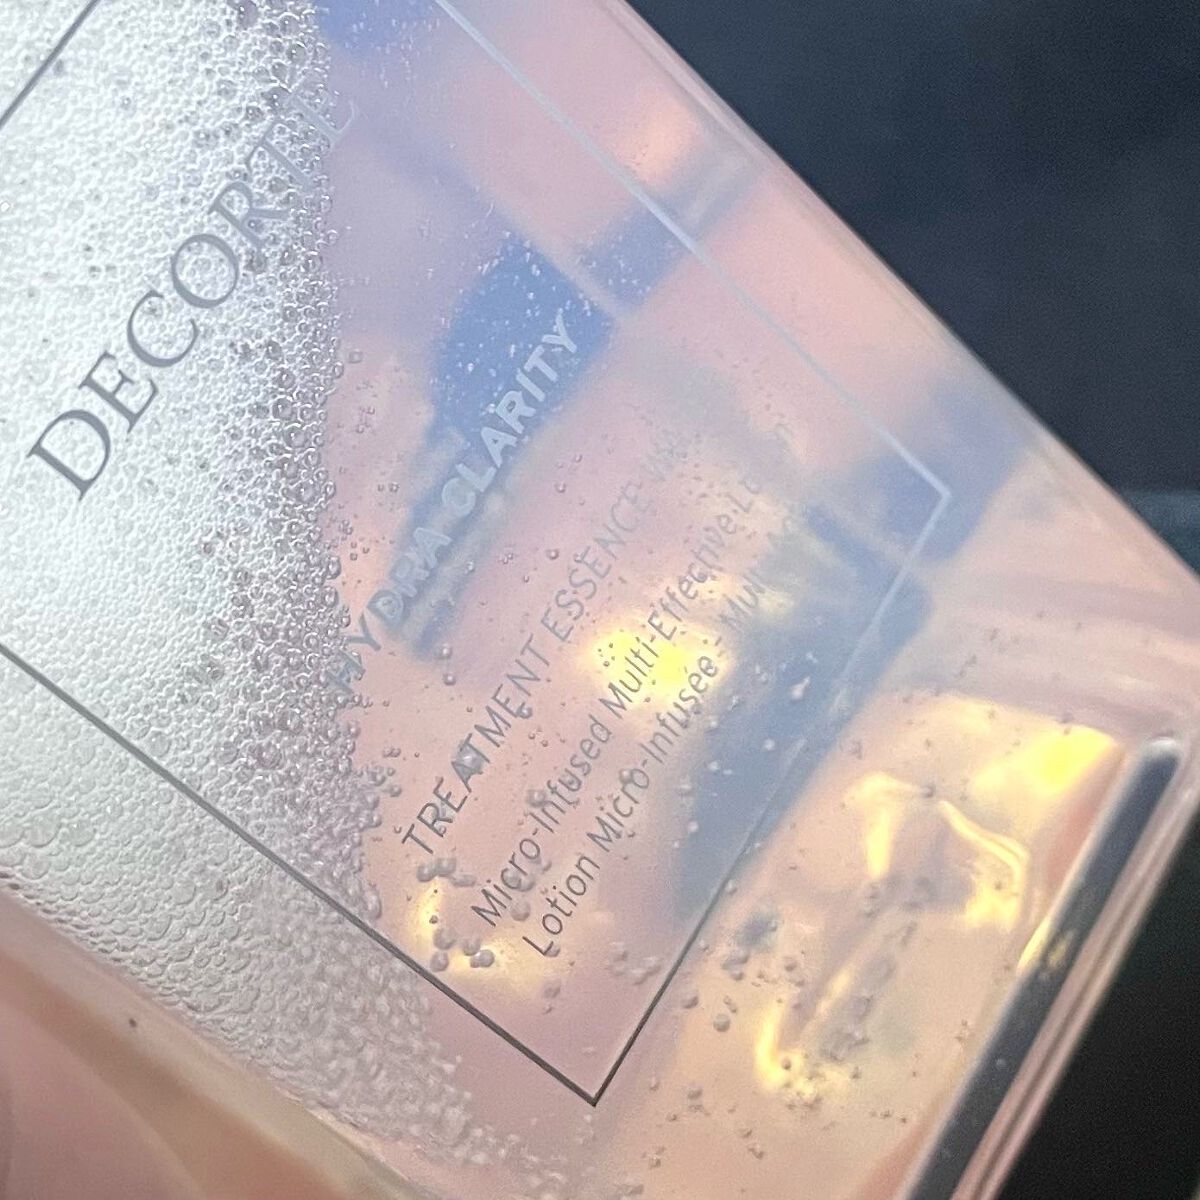 DECORTÉ
HYDRA CLARITY
TREATMENT ESSENCE
Micro-Infused Multi-Effective
Lotion Micro-Infusée -